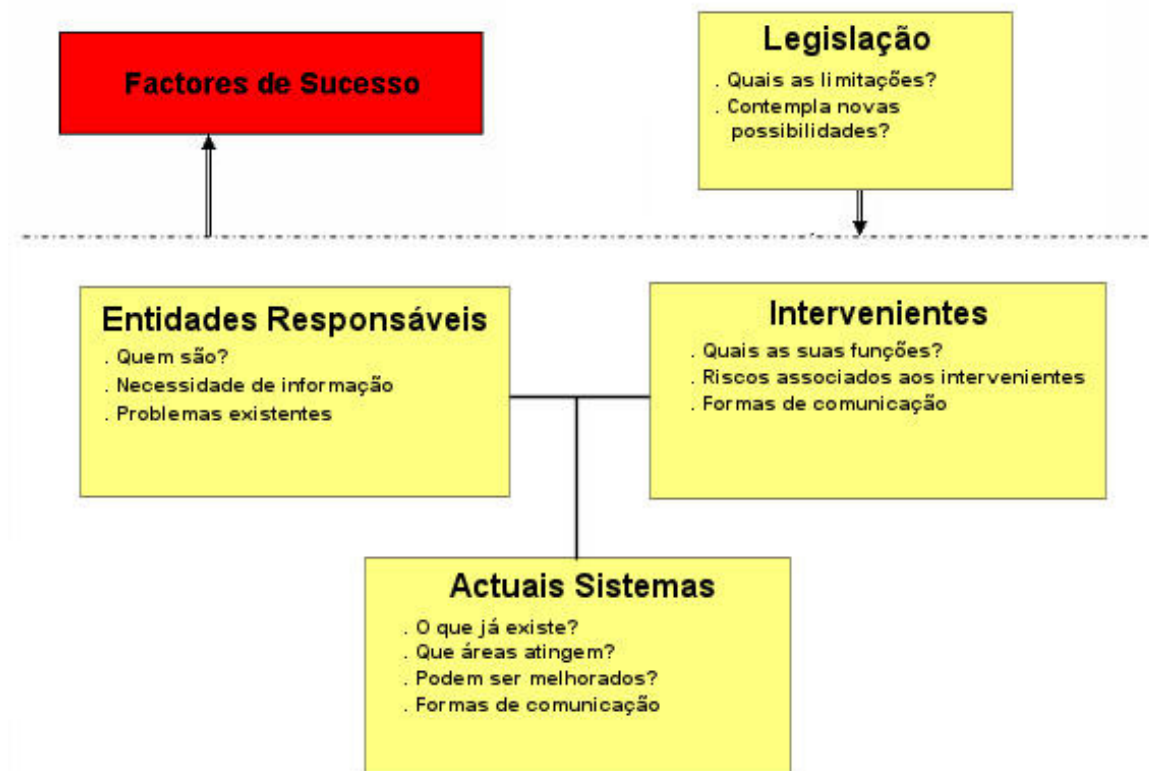 Factores de Sucesso
Legislação
. Quais as limitações?
. Contempla novas
possibilidades?
Entidades Responsáveis
. Quem são?
. Necessidade de informação
. Problemas existentes
Intervenientes
. Quais as suas funções?
. Riscos associados aos intervenientes
. Formas de comunicação
Actuais Sistemas
. O que já existe?
. Que áreas atingem?
. Podem ser melhorados?
. Formas de comunicação